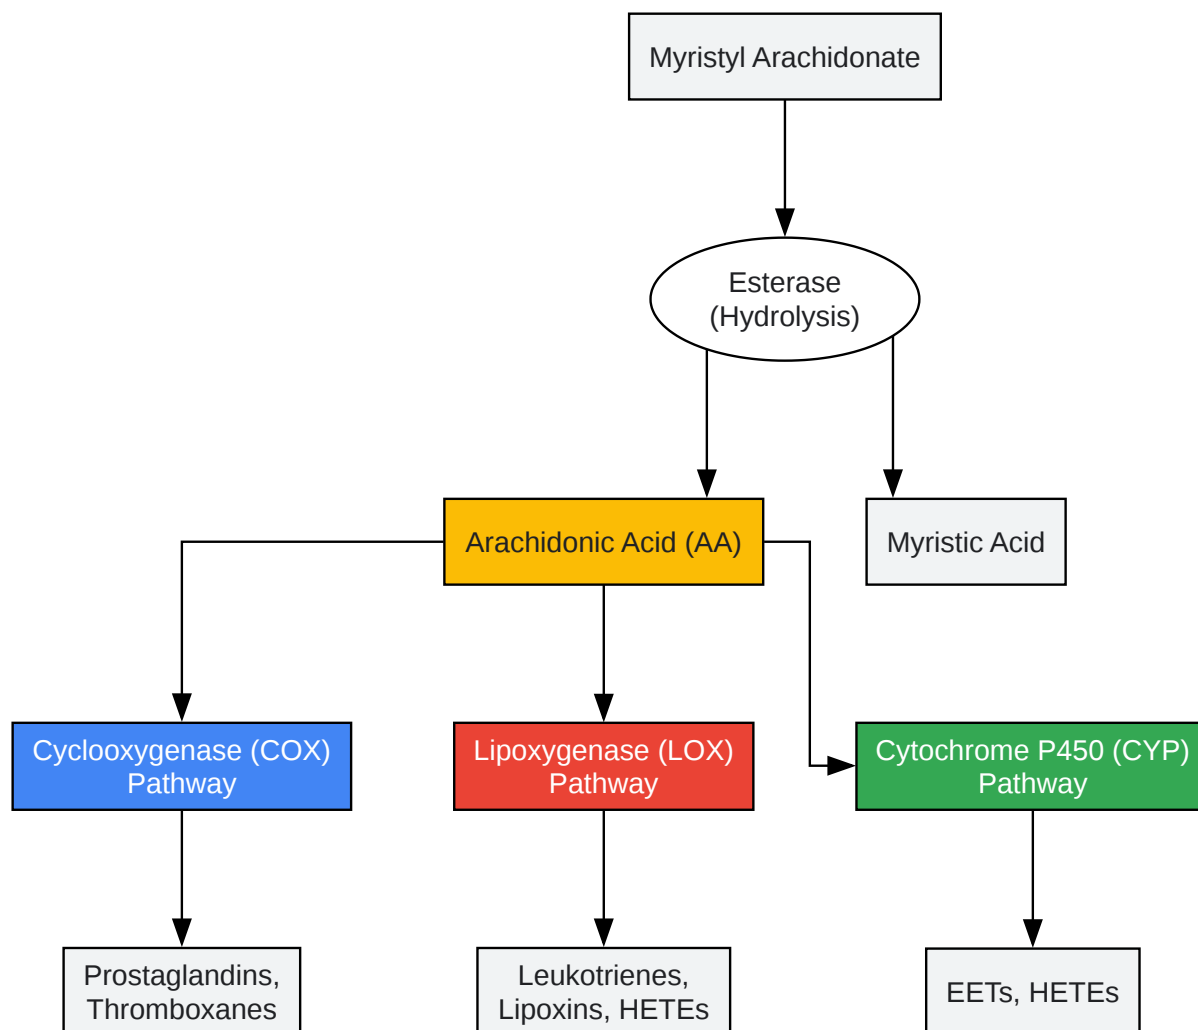 Myristyl Arachidonate
Esterase
(Hydrolysis)
Arachidonic Acid (AA)
Myristic Acid
Cyclooxygenase (COX)
Pathway
Lipoxygenase (LOX)
Pathway
Cytochrome P450 (CYP)
Pathway
Prostaglandins,
Thromboxanes
Leukotrienes,
Lipoxins, HETEs
EETs, HETEs